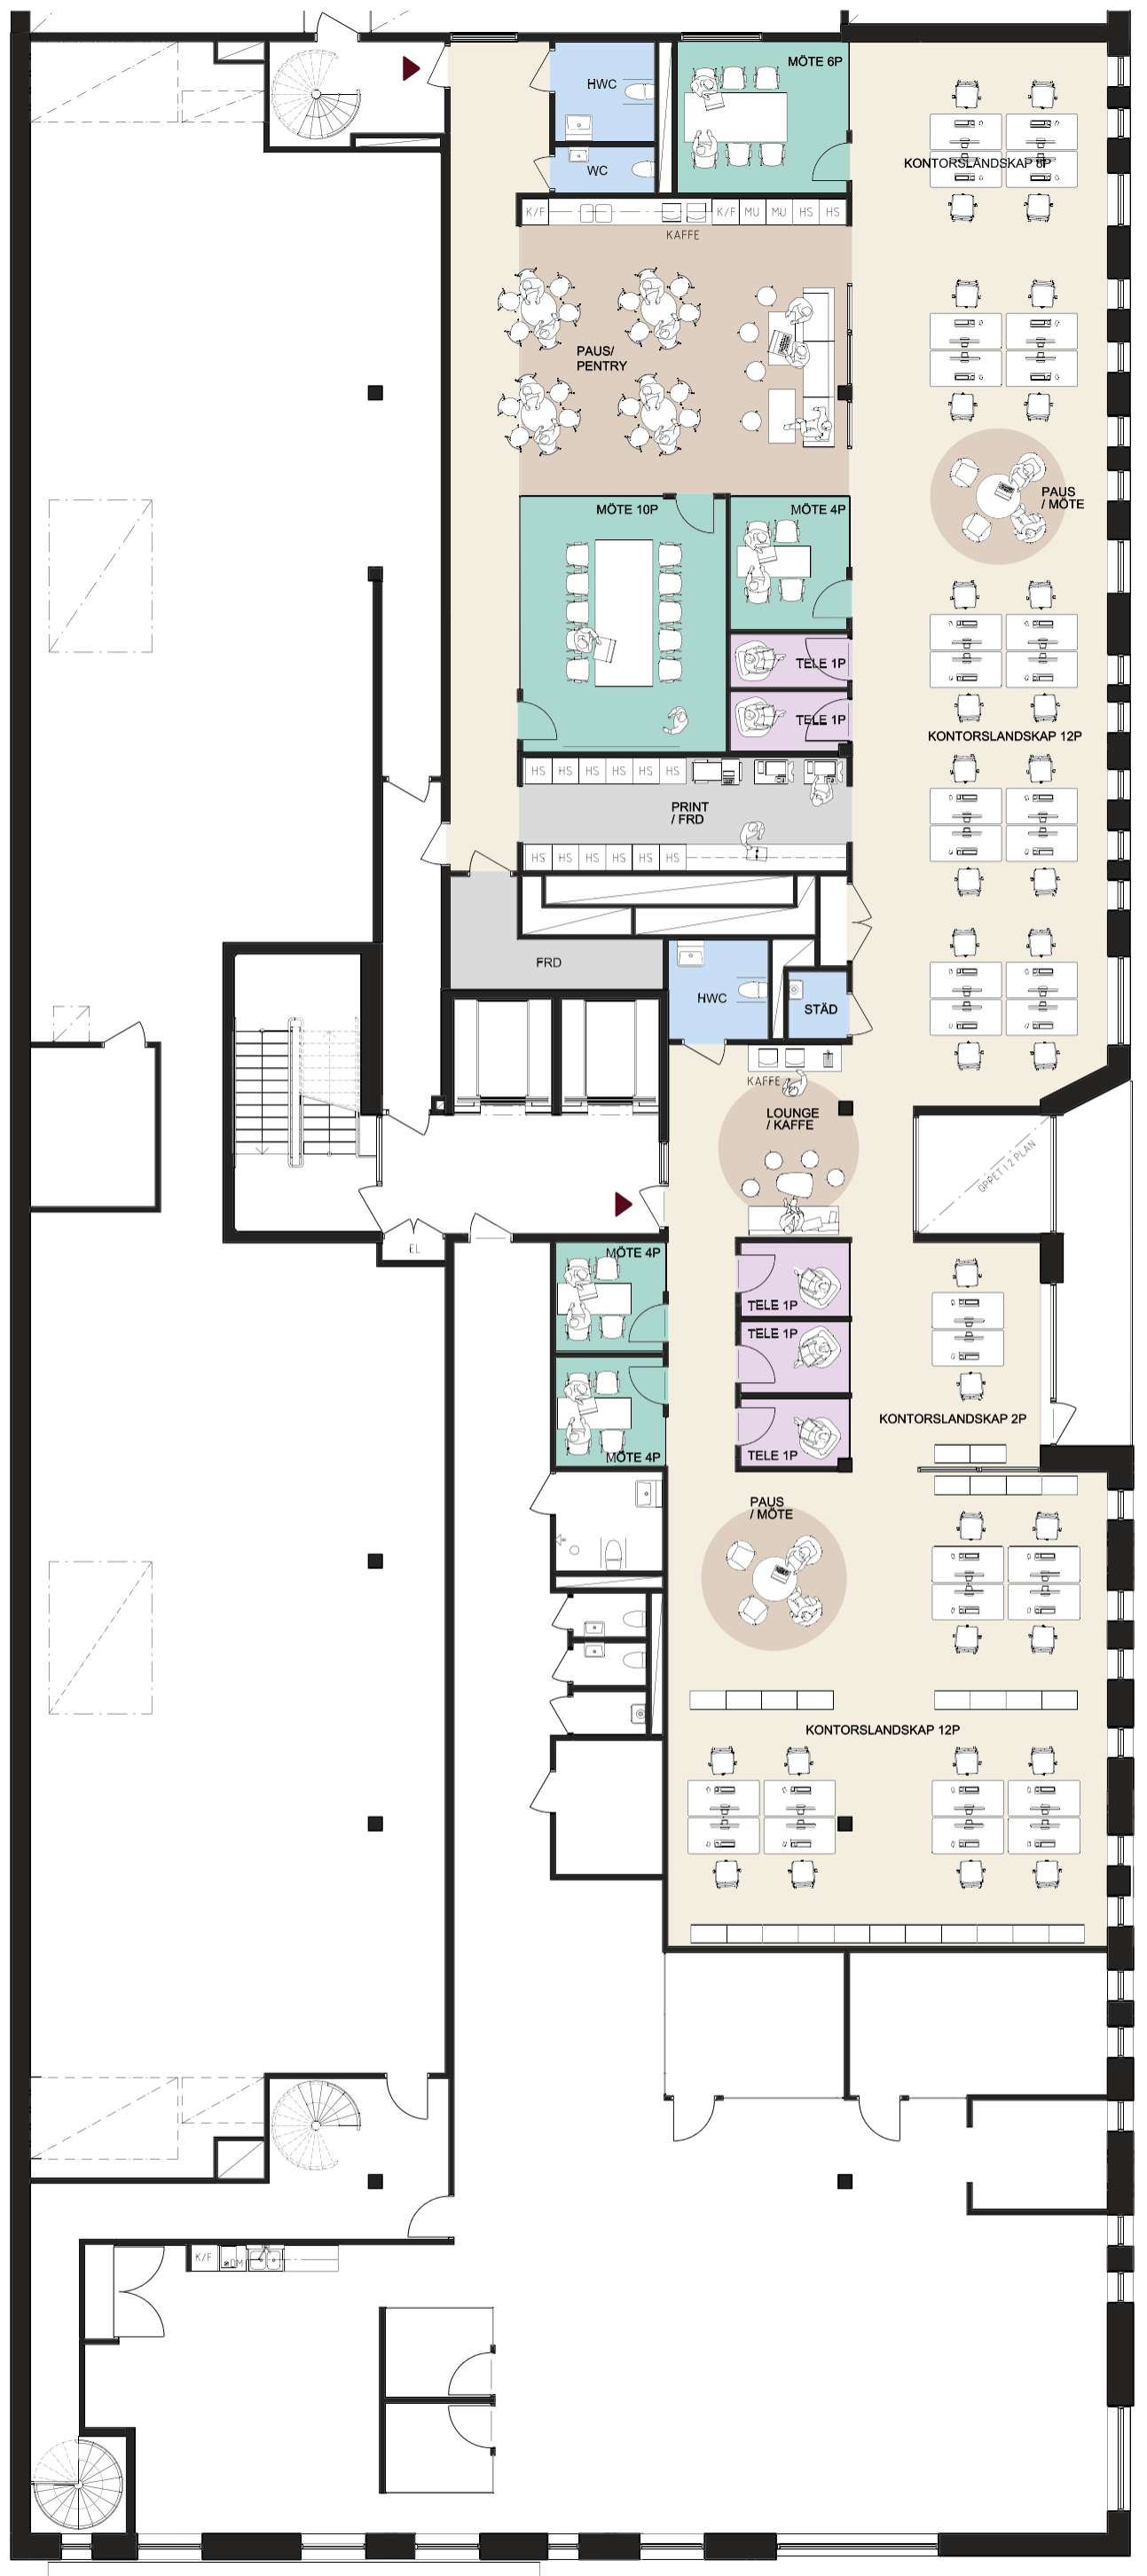 MÖTE 6P
HWC
KONTORSLANDSKAP 8P
WC
K/F
K/F
MU
MU
HS
HS
KAFFE
PAUS/
PENTRY
PAUS
/ MÖTE
MÖTE 10P
MÖTE 4P
TELE 1P
TELE 1P
KONTORSLANDSKAP 12P
HS
HS
HS
HS
HS
HS
PRINT
/ FRD
HS
HS
HS
HS
HS
HS
FRD
HWC
STÄD
KAFFE
LOUNGE
/ KAFFE
ÖPPET I 2 PLAN
EL
MÖTE 4P
TELE 1P
TELE 1P
KONTORSLANDSKAP 2P
MÖTE 4P
TELE 1P
PAUS
/ MÖTE
KONTORSLANDSKAP 12P
K/F
DM